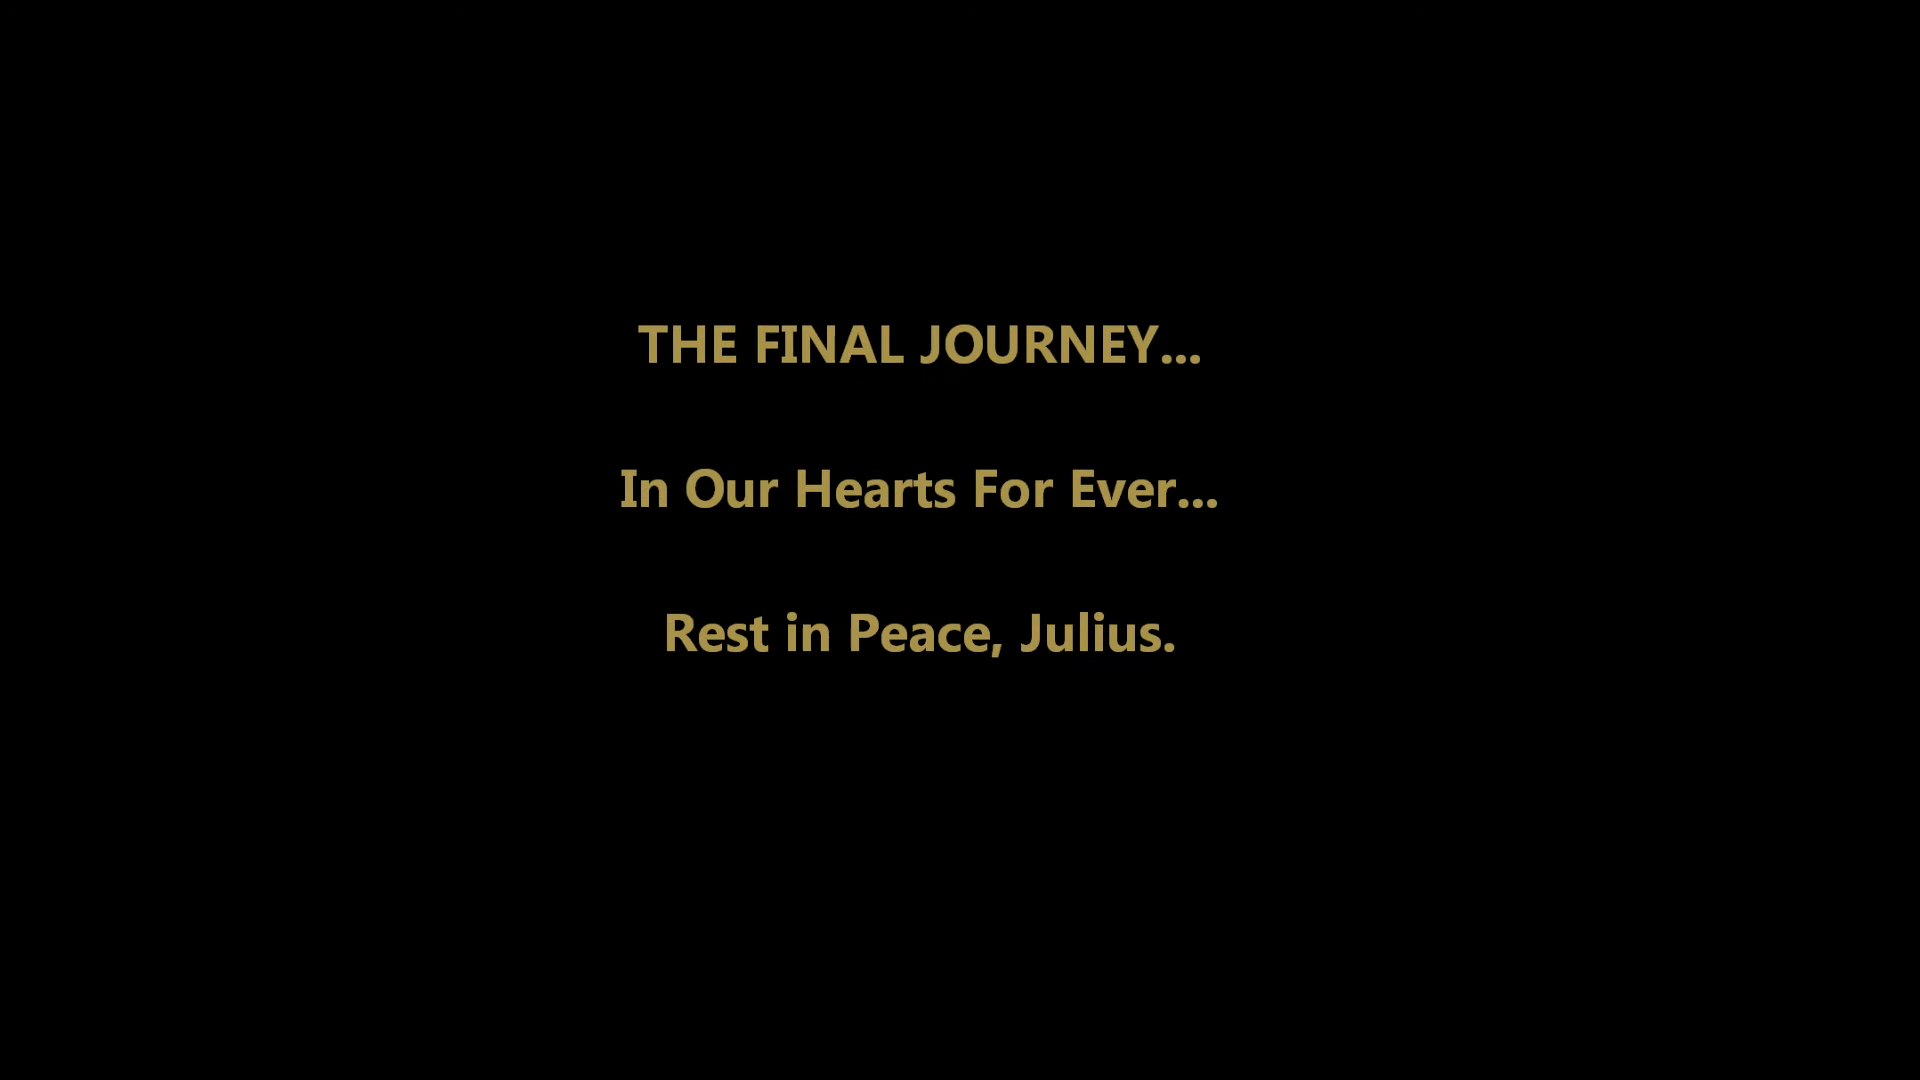 THE FINAL JOURNEY...
In Our Hearts For Ever...
Rest in Peace, Julius.